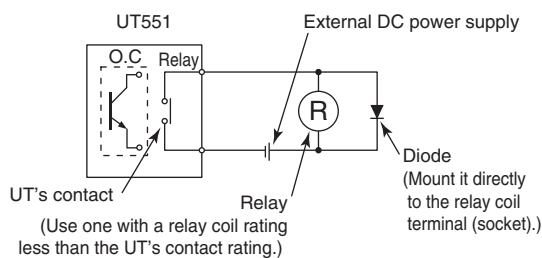 UT551
External DC power supply
O.C
Relay
R
UT's contact
Relay
(Use one with a relay coil rating
less than the UT's contact rating.)
Diode
(Mount it directly
to the relay coil
terminal (socket).)